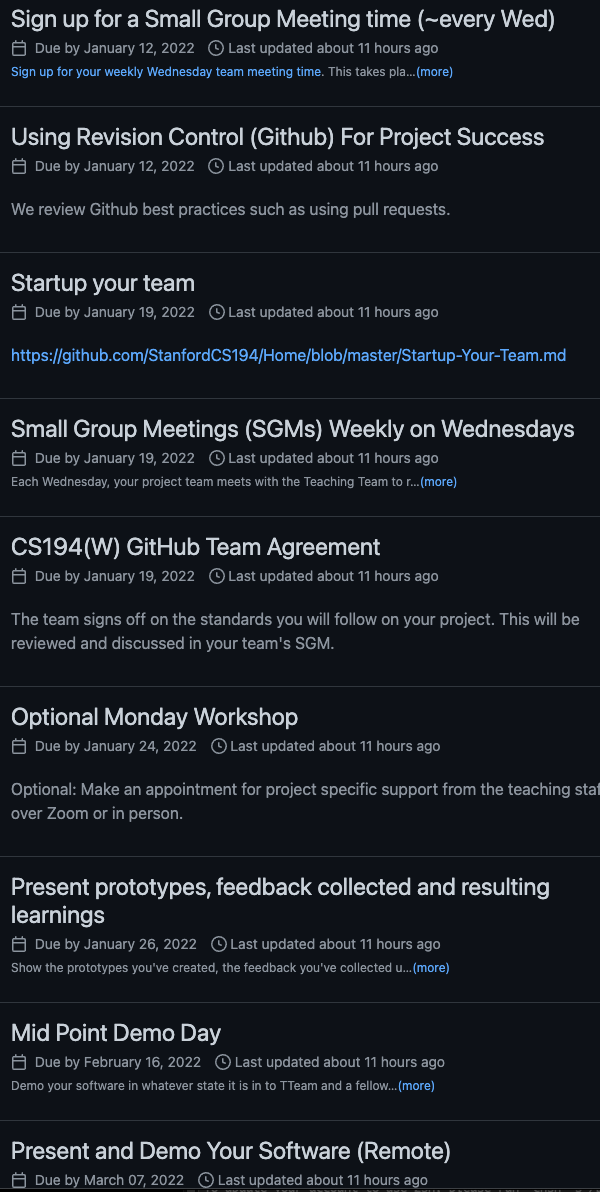 Sign up for a Small Group Meeting time (~every Wed)
Due by January 12, 2022 Last updated about 11 hours ago
Sign up for your weekly Wednesday team meeting time. This takes pla...(more)
Using Revision Control (Github) For Project Success
Due by January 12, 2022 Last updated about 11 hours ago
We review Github best practices such as using pull requests.
Startup your team
Due by January 19, 2022 Last updated about 11 hours ago
https://github.com/StanfordCS194/Home/blob/master/Startup-Your-Team.md
Small Group Meetings (SGMs) Weekly on Wednesdays
Due by January 19, 2022 Last updated about 11 hours ago
Each Wednesday, your project team meets with the Teaching Team to r...(more)
CS194(W) GitHub Team Agreement
Due by January 19, 2022 Last updated about 11 hours ago
The team signs off on the standards you will follow on your project. This will be
reviewed and discussed in your team's SGM.
Optional Monday Workshop
Due by January 24, 2022 Last updated about 11 hours ago
Optional: Make an appointment for project specific support from the teaching staf
over Zoom or in person.
Present prototypes, feedback collected and resulting
learnings
Due by January 26, 2022 Last updated about 11 hours ago
Show the prototypes you've created, the feedback you've collected u...(more)
Mid Point Demo Day
Due by February 16, 2022 Last updated about 11 hours ago
Demo your software in whatever state it is in to TTeam and a fellow...(more)
Present and Demo Your Software (Remote)
Due by March 07, 2022 Last updated about 11 hours ago